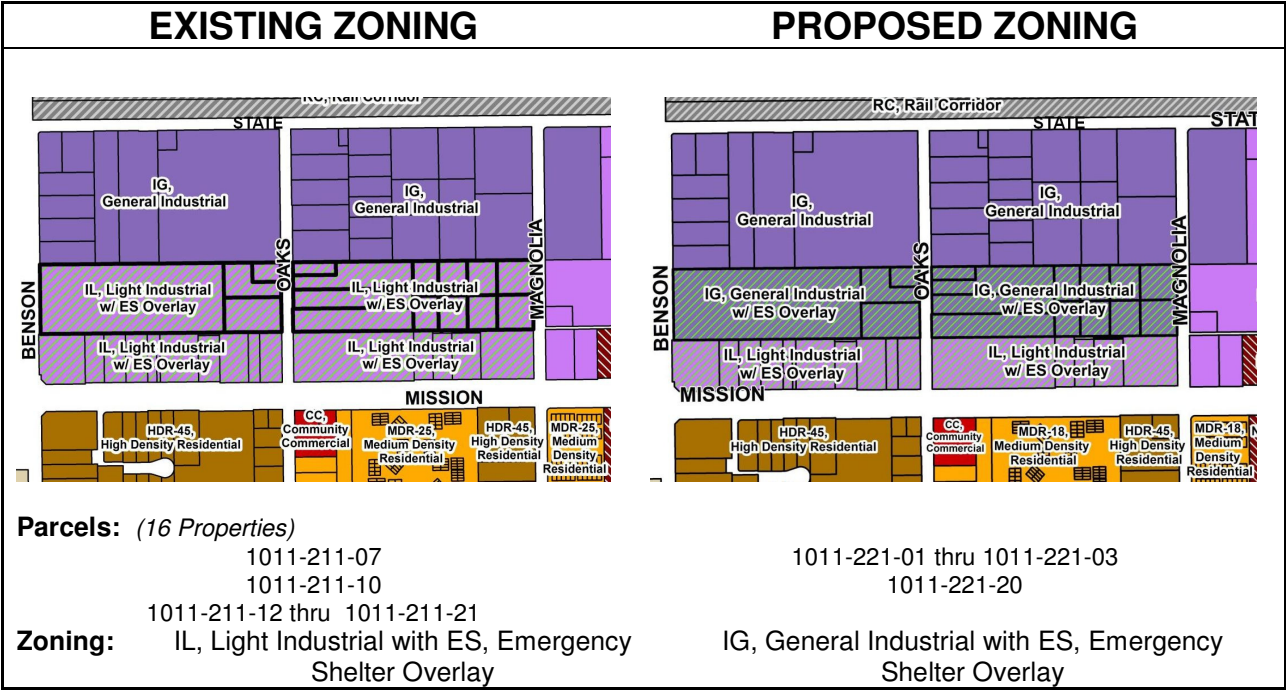 EXISTING ZONING
PROPOSED ZONING
RC, Rail Corridor
STATE
IG,
General Industrial
IG,
General Industrial
BENSON
OAKS
MAGNOLIA
IL, Light Industrial
w/ ES Overlay
IL, Light Industrial
w/ ES Overlay
IL, Light Industrial
w/ ES Overlay
IL, Light Industrial
w/ ES Overlay
MISSION
HDR-45,
High Density Residential
CC,
Community
Commercial
MDR-25,
Medium Density
Residential
HDR-45,
High Density
Residential
MDR-25,
Medium
Density
Residential
RC, Rail Corridor
STATE
STAT
IG,
General Industrial
IG,
General Industrial
BENSON
OAKS
MAGNOLIA
IG, General Industrial
w/ ES Overlay
IG, General Industrial
w/ ES Overlay
IL, Light Industrial
w/ ES Overlay
IL, Light Industrial
w/ ES Overlay
MISSION
HDR-45,
High Density Residential
CC,
Community
Commercial
MDR-18,
Medium Density
Residential
HDR-45,
High Density
Residential
MDR-18,
Medium
Density
Residential
Parcels: (16 Properties)
1011-211-07
1011-211-10
1011-211-12 thru 1011-211-21
1011-221-01 thru 1011-221-03
1011-221-20
Zoning: IL, Light Industrial with ES, Emergency
Shelter Overlay
IG, General Industrial with ES, Emergency
Shelter Overlay